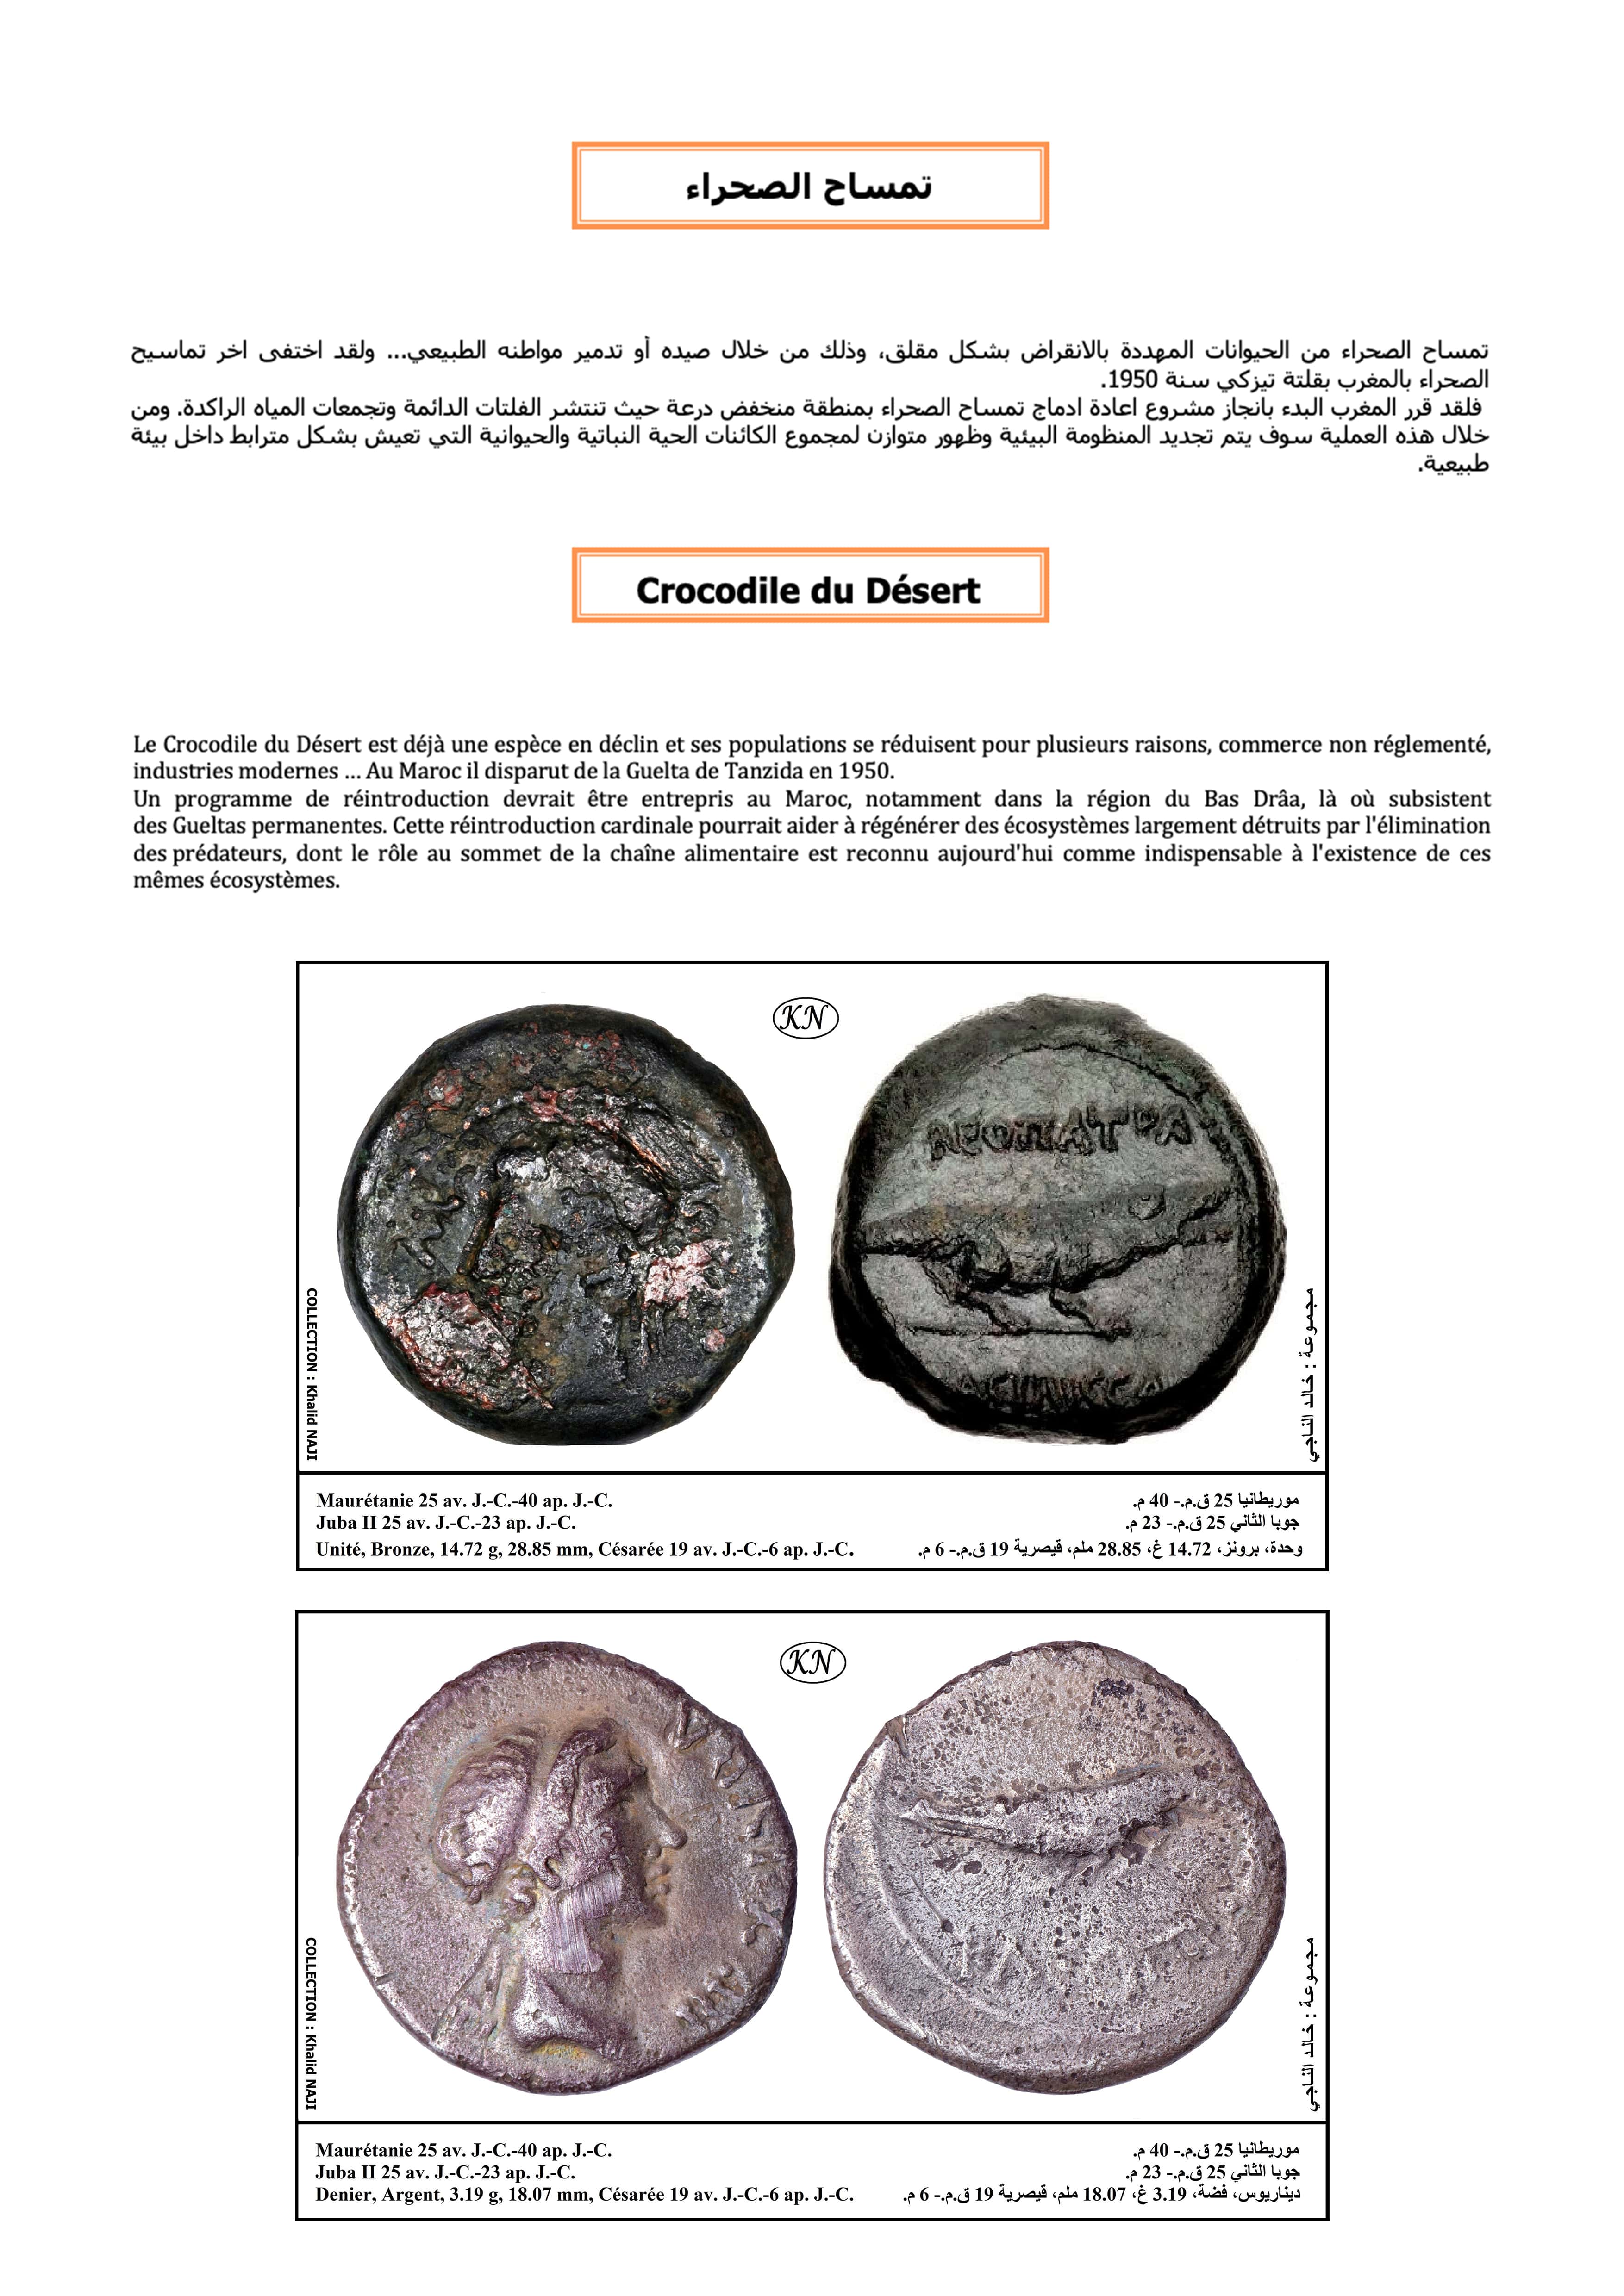 تمساح الصحراء
تمساح الصحراء من الحيوانات المهددة بالانقراض بشكل مقلق، وذلك من خلال صيده أو تدمير مواطنه الطبيعي... ولقد اختفى اخر تماسيح
الصحراء بالمغرب بقلتة تيزكي سنة 1950.
فلقد قرر المغرب البدء بانجاز مشروع اعادة ادماج تمساح الصحراء بمنطقة منخفض درعة حيث تنتشر الفلتات الدائمة وتجمعات المياه الراكدة. ومن
خلال هذه العملية سوف يتم تجديد المنظومة البيئية وظهور متوازن لمجموع الكائنات الحية النباتية والحيوانية التي تعيش بشكل مترابط داخل بيئة
طبيعية.
Crocodile du Désert
Le Crocodile du Désert est déjà une espèce en déclin et ses populations se réduisent pour plusieurs raisons, commerce non réglementé,
industries modernes ... Au Maroc il disparut de la Guelta de Tanzida en 1950.
Un programme de réintroduction devrait être entrepris au Maroc, notamment dans la région du Bas Drâa, là où subsistent
des Gueltas permanentes. Cette réintroduction cardinale pourrait aider à régénérer des écosystèmes largement détruits par l'élimination
des prédateurs, dont le rôle au sommet de la chaîne alimentaire est reconnu aujourd'hui comme indispensable à l'existence de ces
mêmes écosystèmes.
KN
COLLECTION : Khalid NAJI
مجموعة : خالد الناجي
Maurétanie 25 av. J.-C.-40 ap. J.-C.
موريطانيا 25 ق.م.- 40 م.
Juba II 25 av. J.-C.-23 ap. J.-C.
جوبا الثاني 25 ق.م.- 23 م.
Unité, Bronze, 14.72 g, 28.85 mm, Césarée 19 av. J.-C.-6 ap. J.-C.
وحدة، برونز، 14.72 غ، 28.85 ملم، قيصرية 19 ق.م.- 6 م.
KN
COLLECTION : Khalid NAJI
مجموعة : خالد الناجي
Maurétanie 25 av. J.-C.-40 ap. J.-C.
موريطانيا 25 ق.م.- 40 م.
Juba II 25 av. J.-C.-23 ap. J.-C.
جوبا الثاني 25 ق.م.- 23 م.
Denier, Argent, 3.19 g, 18.07 mm, Césarée 19 av. J.-C.-6 ap. J.-C.
ديناريوس، فضة، 3.19 غ، 18.07 ملم، قيصرية 19 ق.م.- 6 م.